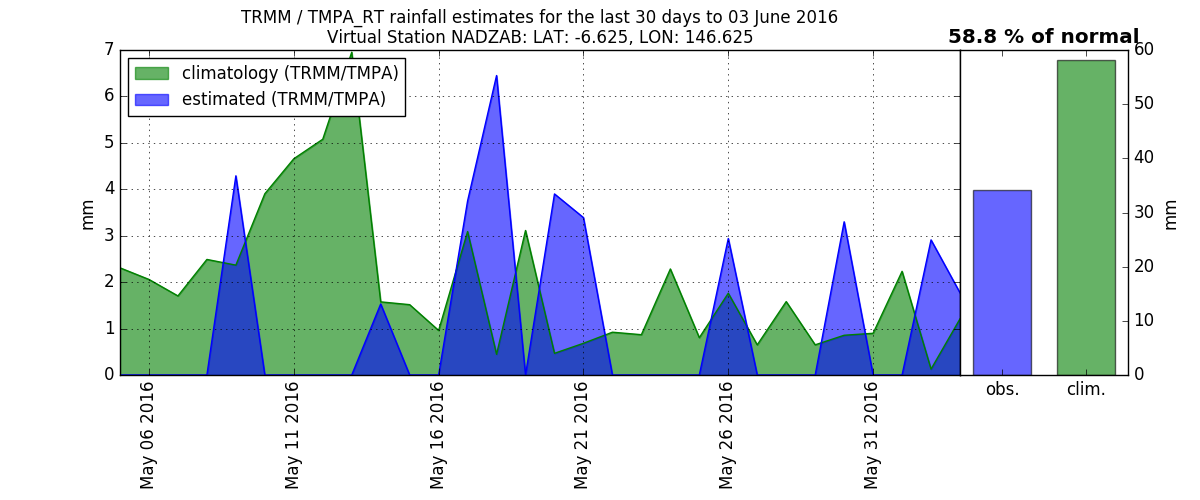 TRMM / TMPA_RT rainfall estimates for the last 30 days to 03 June 2016
Virtual Station NADZAB: LAT: -6.625, LON: 146.625
58.8 % of normal
climatology (TRMM/TMPA)
estimated (TRMM/TMPA)
mm
7
6
5
4
3
2
1
0
May 06 2016
May 11 2016
May 16 2016
May 21 2016
May 26 2016
May 31 2016
obs.
clim.
60
50
40
30
20
10
0
mm